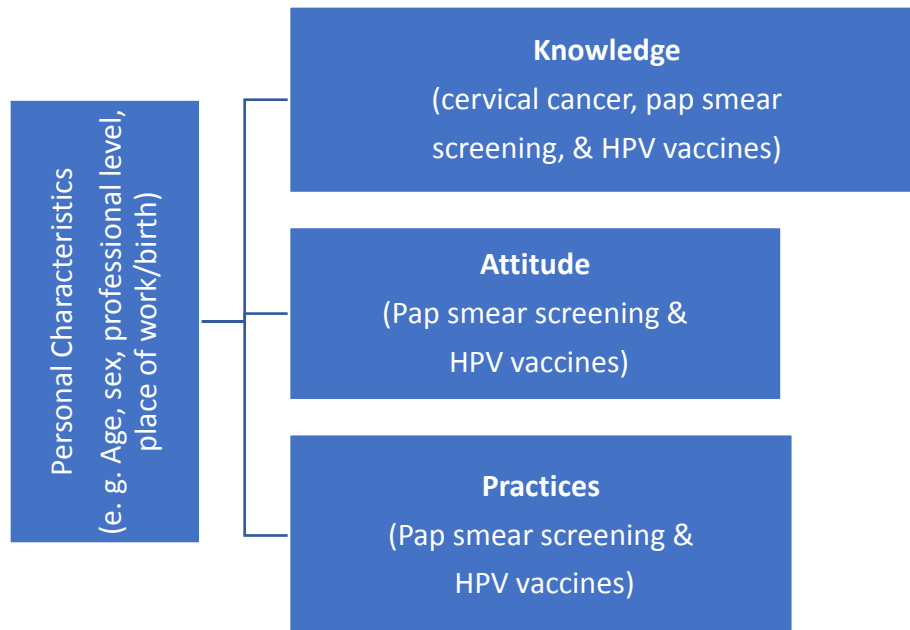 Personal Characteristics
(e. g. Age, sex, professional level,
place of work/birth)
Knowledge
(cervical cancer, pap smear
screening, & HPV vaccines)
Attitude
(Pap smear screening &
HPV vaccines)
Practices
(Pap smear screening &
HPV vaccines)